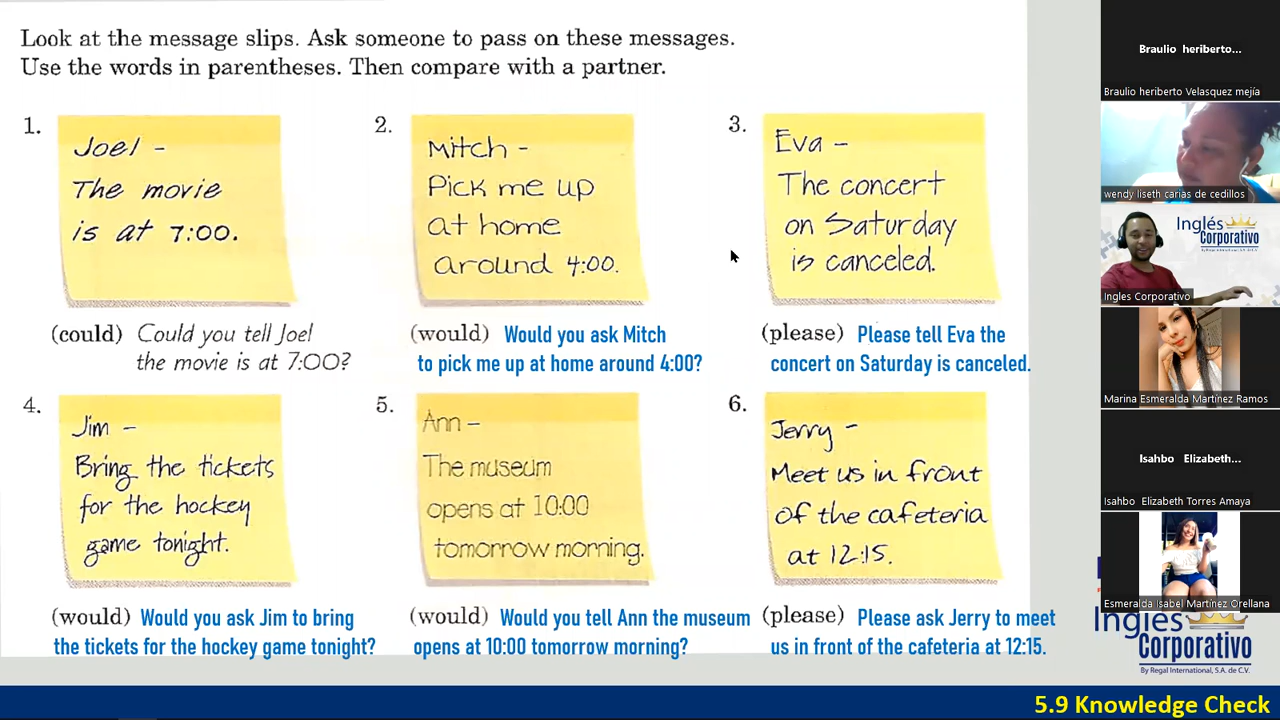 Look at the message slips. Ask someone to pass on these messages.
Use the words in parentheses. Then compare with a partner.
1.
Joel –
The movie
is at 7:00.
(could) Could you tell Joel
the movie is at 7:00?
2.
Mitch –
Pick me up
at home
around 4:00.
(would) Would you ask Mitch
to pick me up at home around 4:00?
3.
Eva –
The concert
on Saturday
is canceled.
(please) Please tell Eva the
concert on Saturday is canceled.
4.
Jim –
Bring the tickets
for the hockey
game tonight.
(would) Would you ask Jim to bring
the tickets for the hockey game tonight?
5.
Ann –
The museum
opens at 10:00
tomorrow morning.
(would) Would you tell Ann the museum
opens at 10:00 tomorrow morning?
6.
Jerry –
Meet us in front
of the cafeteria
at 12:15.
(please) Please ask Jerry to meet
us in front of the cafeteria at 12:15.
Braulio heriberto...
Braulio heriberto Velasquez mejía
wendy liseth carias de cedillos
Inglés
Corporativo
By Regal International, S.A. de C.V.
Ingles Corporativo
Marina Esmeralda Martínez Ramos
Isahbo Elizabeth...
Isahbo Elizabeth Torres Amaya
Esmeralda Isabel Martínez Orellana
Inglés
Corporativo
By Regal International, S.A. de C.V.
5.9 Knowledge Check